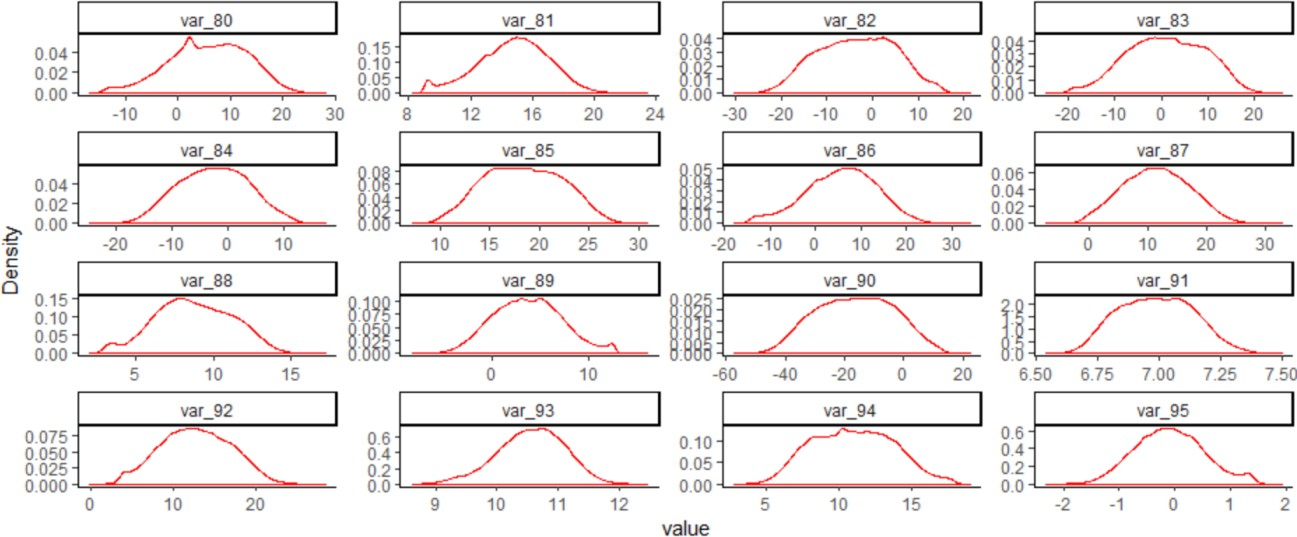 var_80 var_81 var_82 var_83
0.04 0.02 0.00 0.15 0.10 0.05 0.00 0.04 0.03 0.02 0.01 0.00 0.04 0.03 0.02 0.01 0.00
-10 0 10 20 30 8 12 16 20 24 -30 -20 -10 0 10 20 -20 -10 0 10 20
var_84 var_85 var_86 var_87
0.04 0.02 0.00 0.08 0.06 0.04 0.02 0.00 0.05 0.04 0.03 0.02 0.01 0.00 0.06 0.04 0.02 0.00
-20 -10 0 10 10 15 20 25 30 -20 -10 0 10 20 30 0 10 20 30
Density
var_88 var_89 var_90 var_91
0.15 0.10 0.05 0.00 0.100 0.075 0.050 0.025 0.000 0.025 0.020 0.015 0.010 0.005 0.000 2.0 1.5 1.0 0.5 0.0
5 10 15 0 10 -60 -40 -20 0 20 6.50 6.75 7.00 7.25 7.50
var_92 var_93 var_94 var_95
0.075 0.050 0.025 0.000 0.6 0.4 0.2 0.0 0.10 0.05 0.00 0.6 0.4 0.2 0.0
0 10 20 9 10 11 12 5 10 15 -2 -1 0 1 2
value